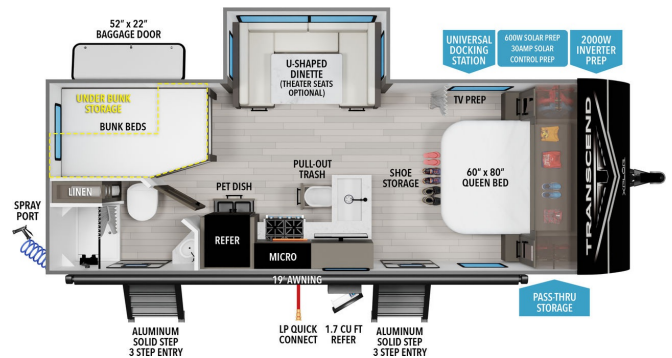 52" x 22"
BAGGAGE DOOR
U-SHAPED
DINETTE
(THEATER SEATS
OPTIONAL)
UNIVERSAL
DOCKING
STATION
600W SOLAR PREP
30AMP SOLAR
CONTROL PREP
2000W
INVERTER
PREP
UNDER BUNK
STORAGE
BUNK BEDS
TV PREP
LINEN
PET DISH
PULL-OUT
TRASH
SHOE
STORAGE
60" x 80"
QUEEN BED
TRANSCEND
XPLOR
SPRAY
PORT
REFER
MICRO
19' AWNING
PASS-THRU
STORAGE
ALUMINUM
SOLID STEP
3 STEP ENTRY
LP QUICK
CONNECT
1.7 CU FT
REFER
ALUMINUM
SOLID STEP
3 STEP ENTRY